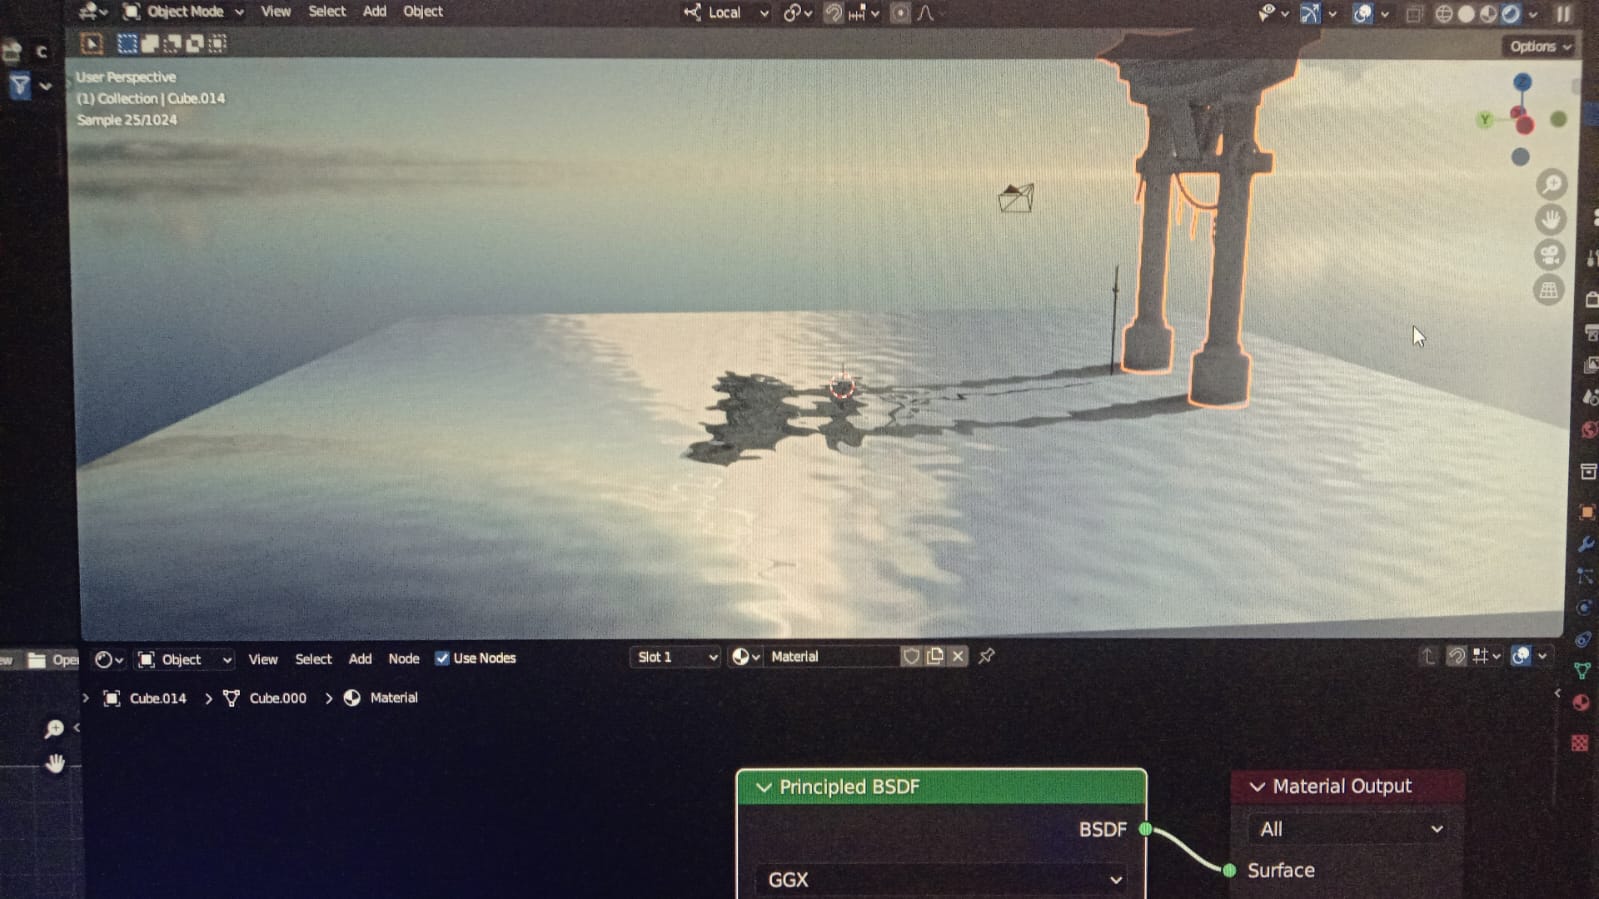 Object Mode View Select Add Object Local
Options
User Perspective
(1) Collection | Cube.014
Sample 25/1024
Z
Y
Object View Select Add Node Use Nodes Slot 1 Material
Cube.014 > Cube.000 > Material
Principled BSDF
BSDF
GGX
Material Output
All
Surface